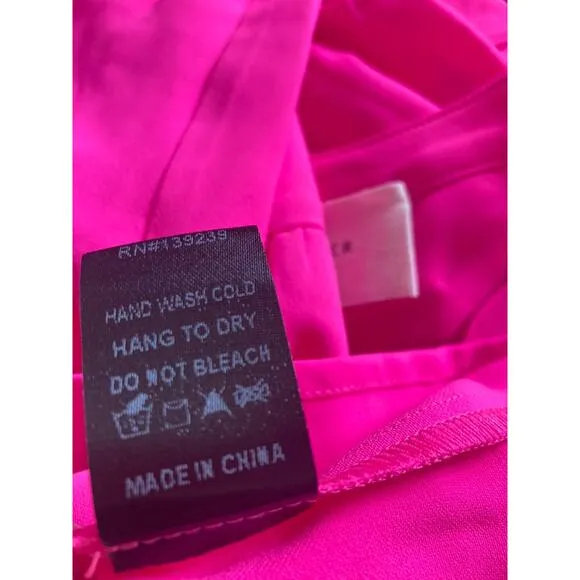 RN#139239
HAND WASH COLD
HANG TO DRY
DO NOT BLEACH
MADE IN CHINA